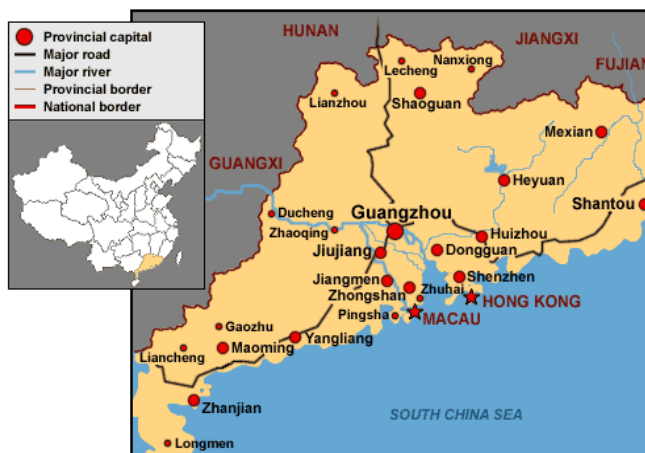 Provincial capital
Major road
Major river
Provincial border
National border
HUNAN
JIANGXI
FUJIAN
Nanxiong
Lecheng
Lianzhou
Shaoguan
Mexian
GUANGXI
Heyuan
Shantou
Ducheng
Guangzhou
Zhaoqing
Huizhou
Jiujiang
Dongguan
Jiangmen
Shenzhen
Zhongshan
Zhuhai
HONG KONG
Pingsha
MACAU
Gaozhu
Yangliang
Liancheng
Maoming
Zhanjian
SOUTH CHINA SEA
Longmen